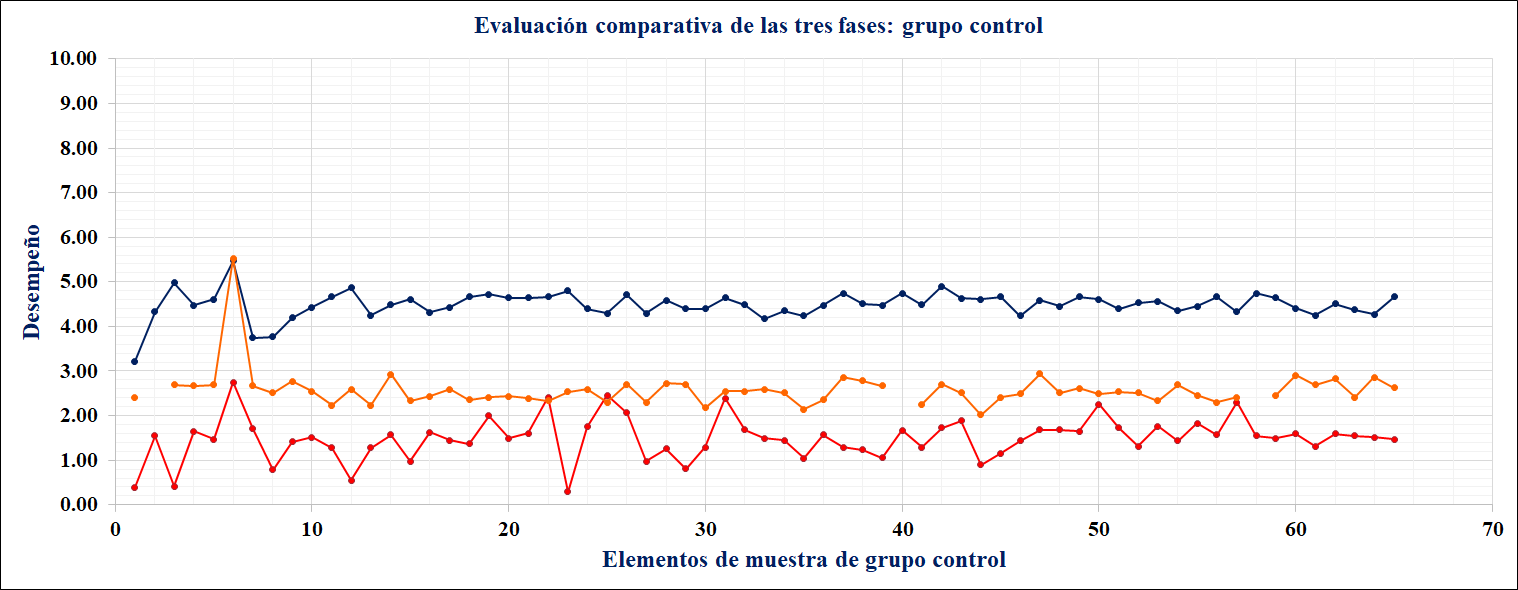 Evaluación comparativa de las tres fases: grupo control
10.00
9.00
8.00
7.00
6.00
5.00
4.00
3.00
2.00
1.00
0.00
Desempeño
0 10 20 30 40 50 60 70
Elementos de muestra de grupo control